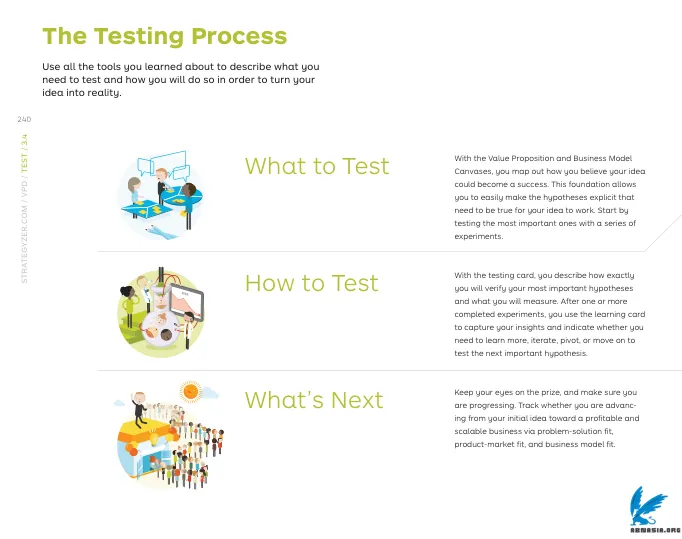 The Testing Process
Use all the tools you learned about to describe what you
need to test and how you will do so in order to turn your
idea into reality.
240
STRATEGYZER.COM / VPD / TEST / 3.4
What to Test
With the Value Proposition and Business Model
Canvases, you map out how you believe your idea
could become a success. This foundation allows
you to easily make the hypotheses explicit that
need to be true for your idea to work. Start by
testing the most important ones with a series of
experiments.
How to Test
With the testing card, you describe how exactly
you will verify your most important hypotheses
and what you will measure. After one or more
completed experiments, you use the learning card
to capture your insights and indicate whether you
need to learn more, iterate, pivot, or move on to
test the next important hypothesis.
What's Next
Keep your eyes on the prize, and make sure you
are progressing. Track whether you are advanc-
ing from your initial idea toward a profitable and
scalable business via problem-solution fit,
product-market fit, and business model fit.
ABNASIA.ORG